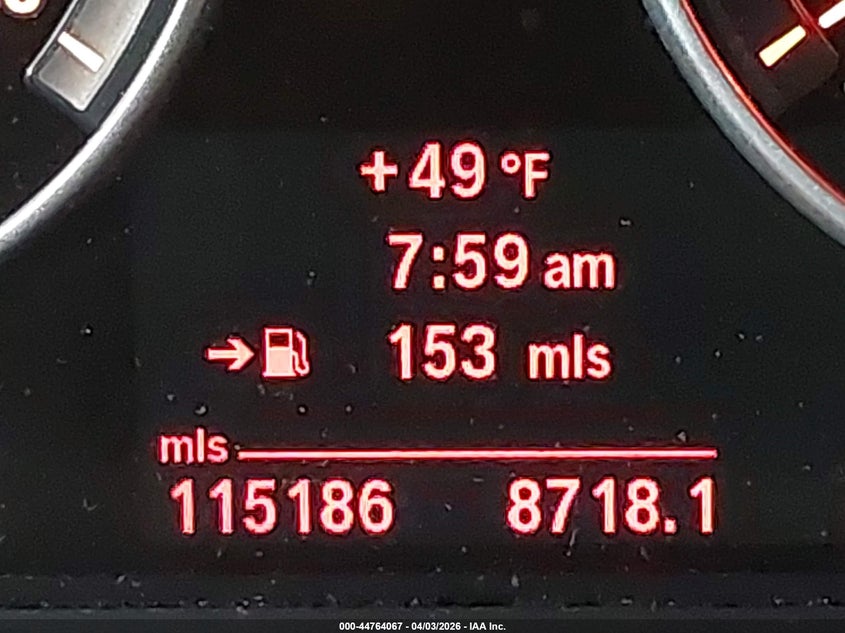 +49 °F
7:59 am
153 mls
mls
115186 8718.1
000-44764067 - 04/03/2026 - IAA Inc.